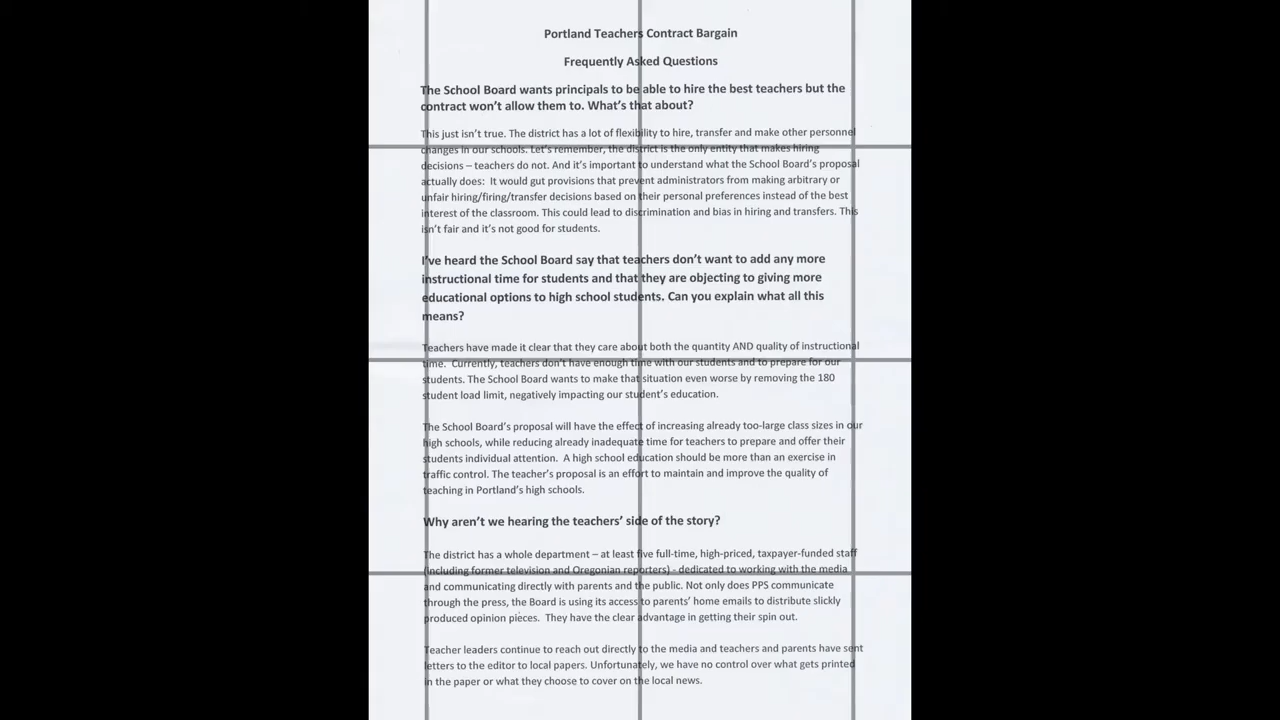 Portland Teachers Contract Bargain
Frequently Asked Questions
The School Board wants principals to be able to hire the best teachers but the
contract won't allow them to. What's that about?
This just isn't true. The district has a lot of flexibility to hire, transfer and make other personnel
changes in our schools. Let's remember, the district is the only entity that makes hiring
decisions – teachers do not. And it's important to understand what the School Board's proposal
actually does:  It would gut provisions that prevent administrators from making arbitrary or
unfair hiring/firing/transfer decisions based on their personal preferences instead of the best
interest of the classroom. This could lead to discrimination and bias in hiring and transfers. This
isn't fair and it's not good for students.
I've heard the School Board say that teachers don't want to add any more
instructional time for students and that they are objecting to giving more
educational options to high school students. Can you explain what all this
means?
Teachers have made it clear that they care about both the quantity AND quality of instructional
time.  Currently, teachers don't have enough time with our students and to prepare for our
students. The School Board wants to make that situation even worse by removing the 180
student load limit, negatively impacting our student's education.
The School Board's proposal will have the effect of increasing already too-large class sizes in our
high schools, while reducing already inadequate time for teachers to prepare and offer their
students individual attention.  A high school education should be more than an exercise in
traffic control. The teacher's proposal is an effort to maintain and improve the quality of
teaching in Portland's high schools.
Why aren't we hearing the teachers' side of the story?
The district has a whole department – at least five full-time, high-priced, taxpayer-funded staff
(including former television and Oregonian reporters) - dedicated to working with the media
and communicating directly with parents and the public. Not only does PPS communicate
through the press, the Board is using its access to parents' home emails to distribute slickly
produced opinion pieces.  They have the clear advantage in getting their spin out.
Teacher leaders continue to reach out directly to the media and teachers and parents have sent
letters to the editor to local papers. Unfortunately, we have no control over what gets printed
in the paper or what they choose to cover on the local news.